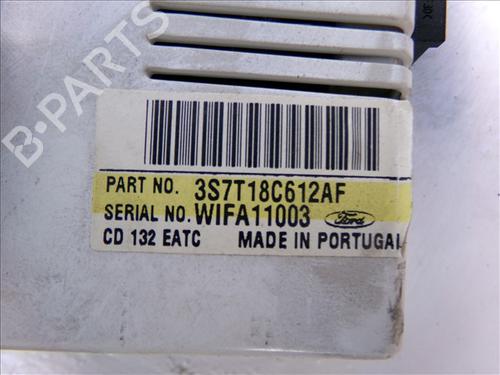 B-PARTS
PART NO. 3S7T18C612AF
SERIAL NO. WIFA11003 Ford
CD 132 EATC MADE IN PORTUGAL